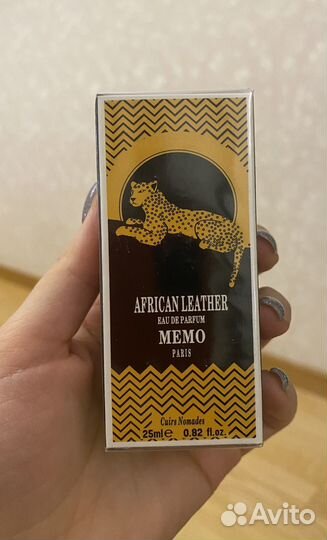 AFRICAN LEATHER
EAU DE PARFUM
MEMO
PARIS
Cuirs Nomades
25ml℮ 0.82 fl.oz.
Avito